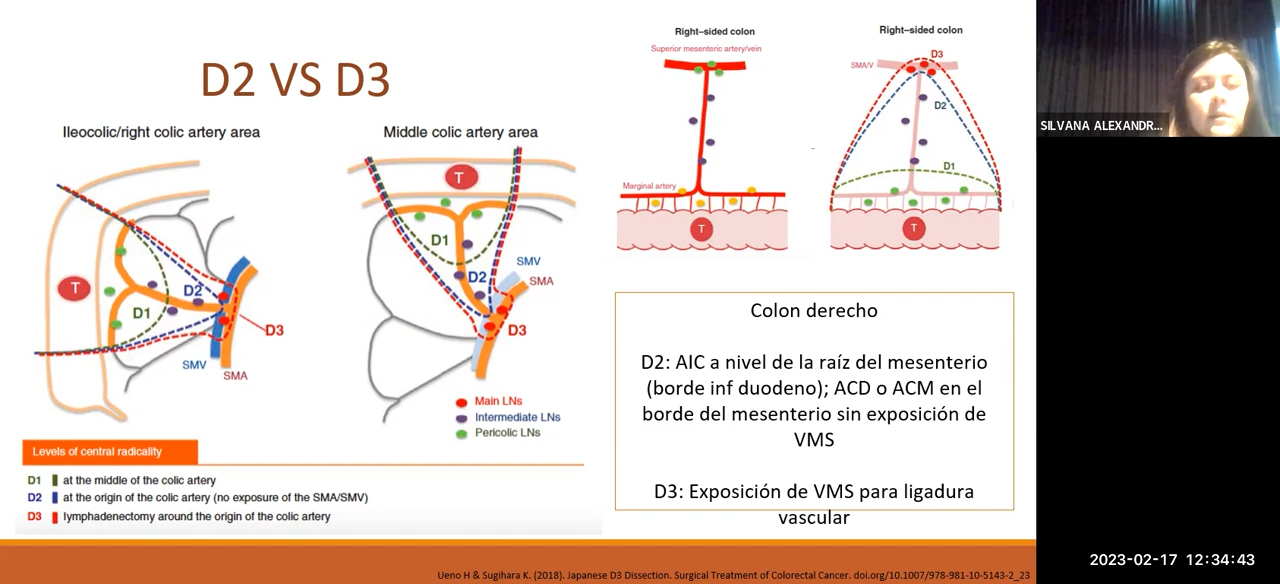 D2 VS D3
Ileocolic/right colic artery area
Middle colic artery area
T
D1
D2
D3
SMV
SMA
T
D1
D2
D3
SMV
SMA
Main LNs
Intermediate LNs
Pericolic LNs
Levels of central radicality
D1 at the middle of the colic artery
D2 at the origin of the colic artery (no exposure of the SMA/SMV)
D3 lymphadenectomy around the origin of the colic artery
Right–sided colon
Superior mesenteric artery/vein
Marginal artery
T
Right–sided colon
SMA/V
D3
D2
D1
T
Colon derecho
D2: AIC a nivel de la raíz del mesenterio
(borde inf duodeno); ACD o ACM en el
borde del mesenterio sin exposición de
VMS
D3: Exposición de VMS para ligadura
vascular
Ueno H & Sugihara K. (2018). Japanese D3 Dissection. Surgical Treatment of Colorectal Cancer. doi.org/10.1007/978-981-10-5143-2_23
SILVANA ALEXANDR...
2023-02-17 12:34:43